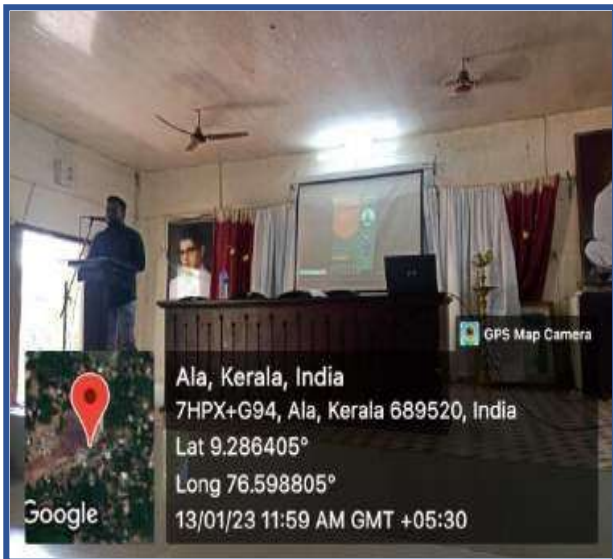 GPS Map Camera
Ala, Kerala, India
7HPX+G94, Ala, Kerala 689520, India
Lat 9.286405°
Long 76.598805°
13/01/23 11:59 AM GMT +05:30
Google